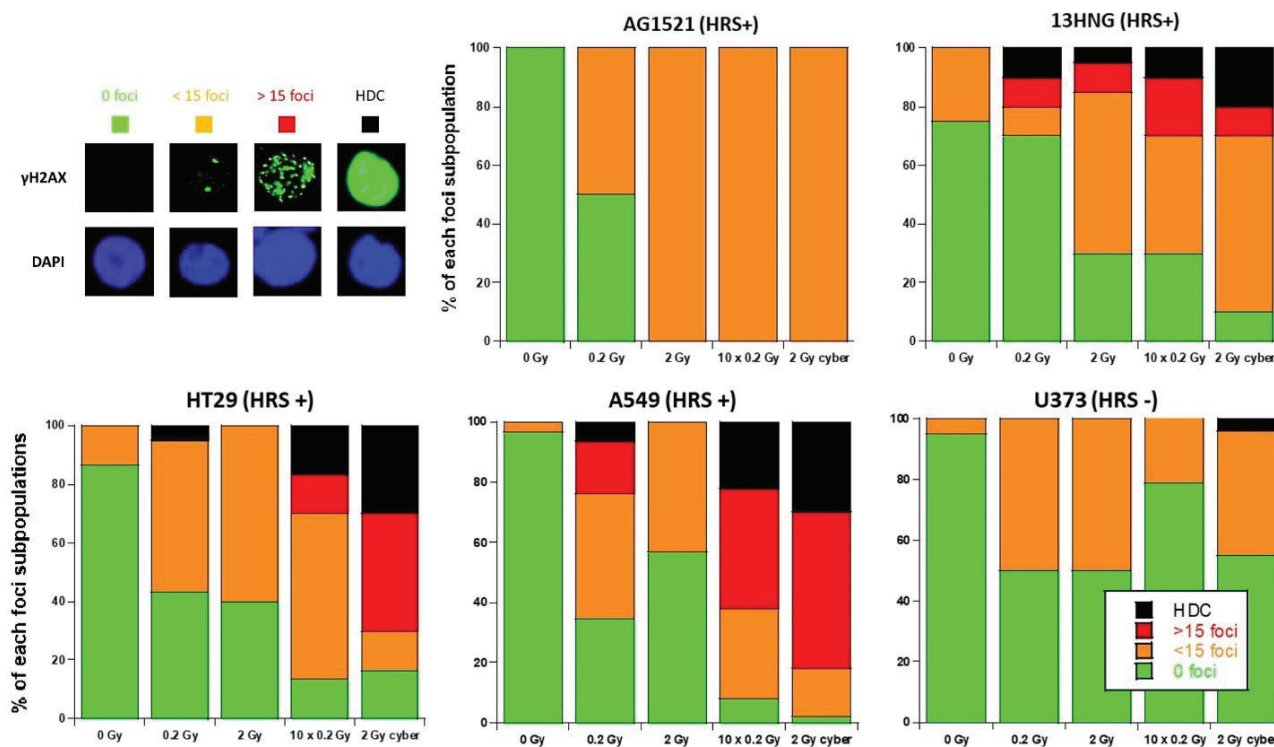 0 foci < 15 foci > 15 foci HDC
γH2AX
DAPI
AG1521 (HRS+)
% of each foci subpopulation
100
80
60
40
20
0
0 Gy 0.2 Gy 2 Gy 10 x 0.2 Gy 2 Gy cyber
13HNG (HRS+)
100
80
60
40
20
0
0 Gy 0.2 Gy 2 Gy 10 x 0.2 Gy 2 Gy cyber
HT29 (HRS +)
% of each foci subpopulations
100
80
60
40
20
0
0 Gy 0.2 Gy 2 Gy 10 x 0.2 Gy 2 Gy cyber
A549 (HRS +)
100
80
60
40
20
0
0 Gy 0.2 Gy 2 Gy 10 x 0.2 Gy 2 Gy cyber
U373 (HRS -)
100
80
60
40
20
0
0 Gy 0.2 Gy 2 Gy 10 x 0.2 Gy 2 Gy cyber
HDC
>15 foci
<15 foci
0 foci